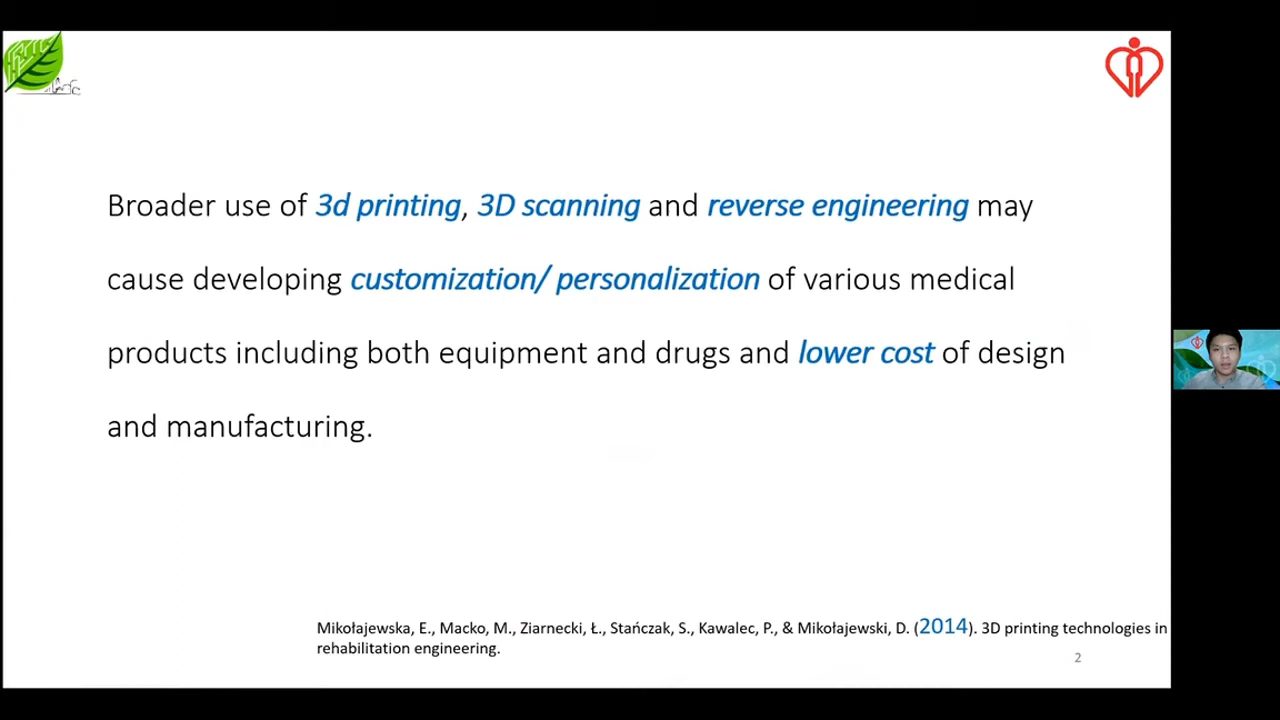 Broader use of 3d printing, 3D scanning and reverse engineering may
cause developing customization/ personalization of various medical
products including both equipment and drugs and lower cost of design
and manufacturing.
Mikołajewska, E., Macko, M., Ziarnecki, Ł., Stańczak, S., Kawalec, P., & Mikołajewski, D. (2014). 3D printing technologies in
rehabilitation engineering.
2